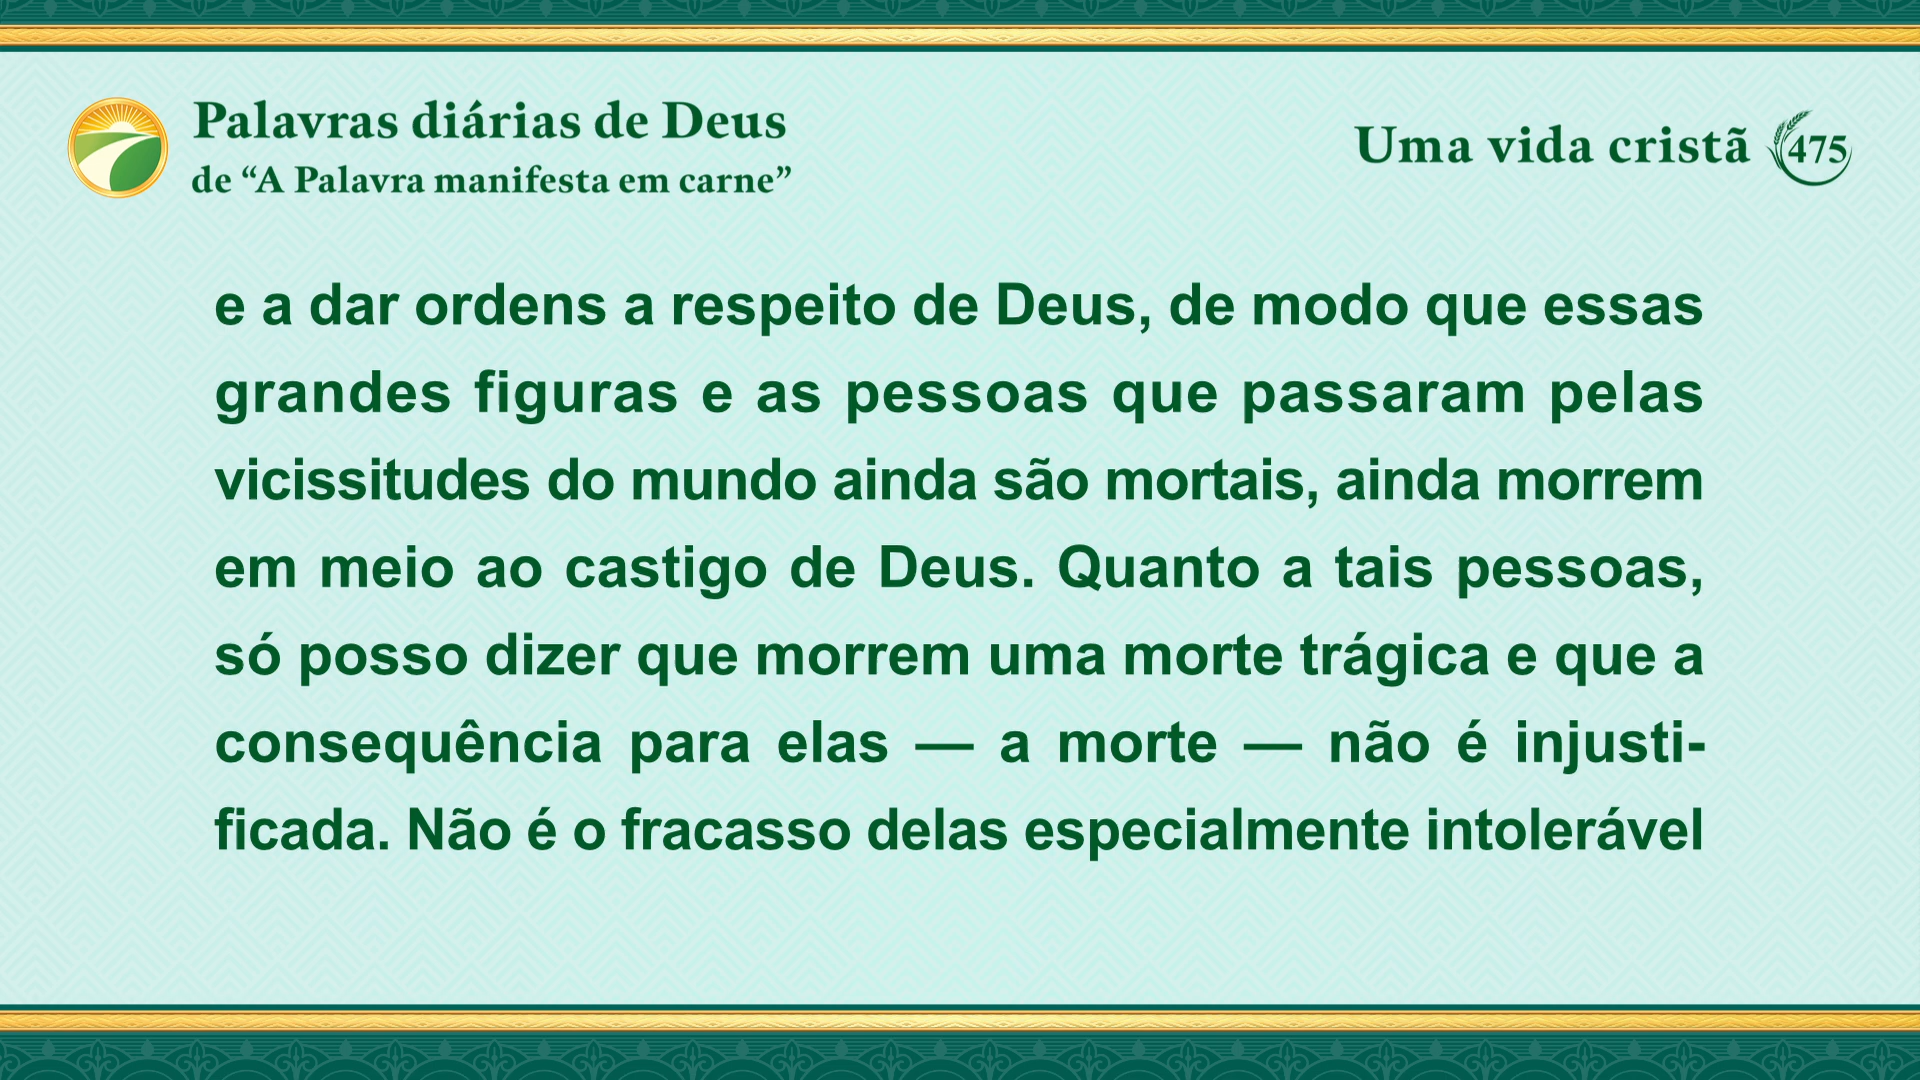 Palavras diárias de Deus
de “A Palavra manifesta em carne”
Uma vida cristã 475
e a dar ordens a respeito de Deus, de modo que essas
grandes figuras e as pessoas que passaram pelas
vicissitudes do mundo ainda são mortais, ainda morrem
em meio ao castigo de Deus. Quanto a tais pessoas,
só posso dizer que morrem uma morte trágica e que a
consequência para elas — a morte — não é injusti-
ficada. Não é o fracasso delas especialmente intolerável